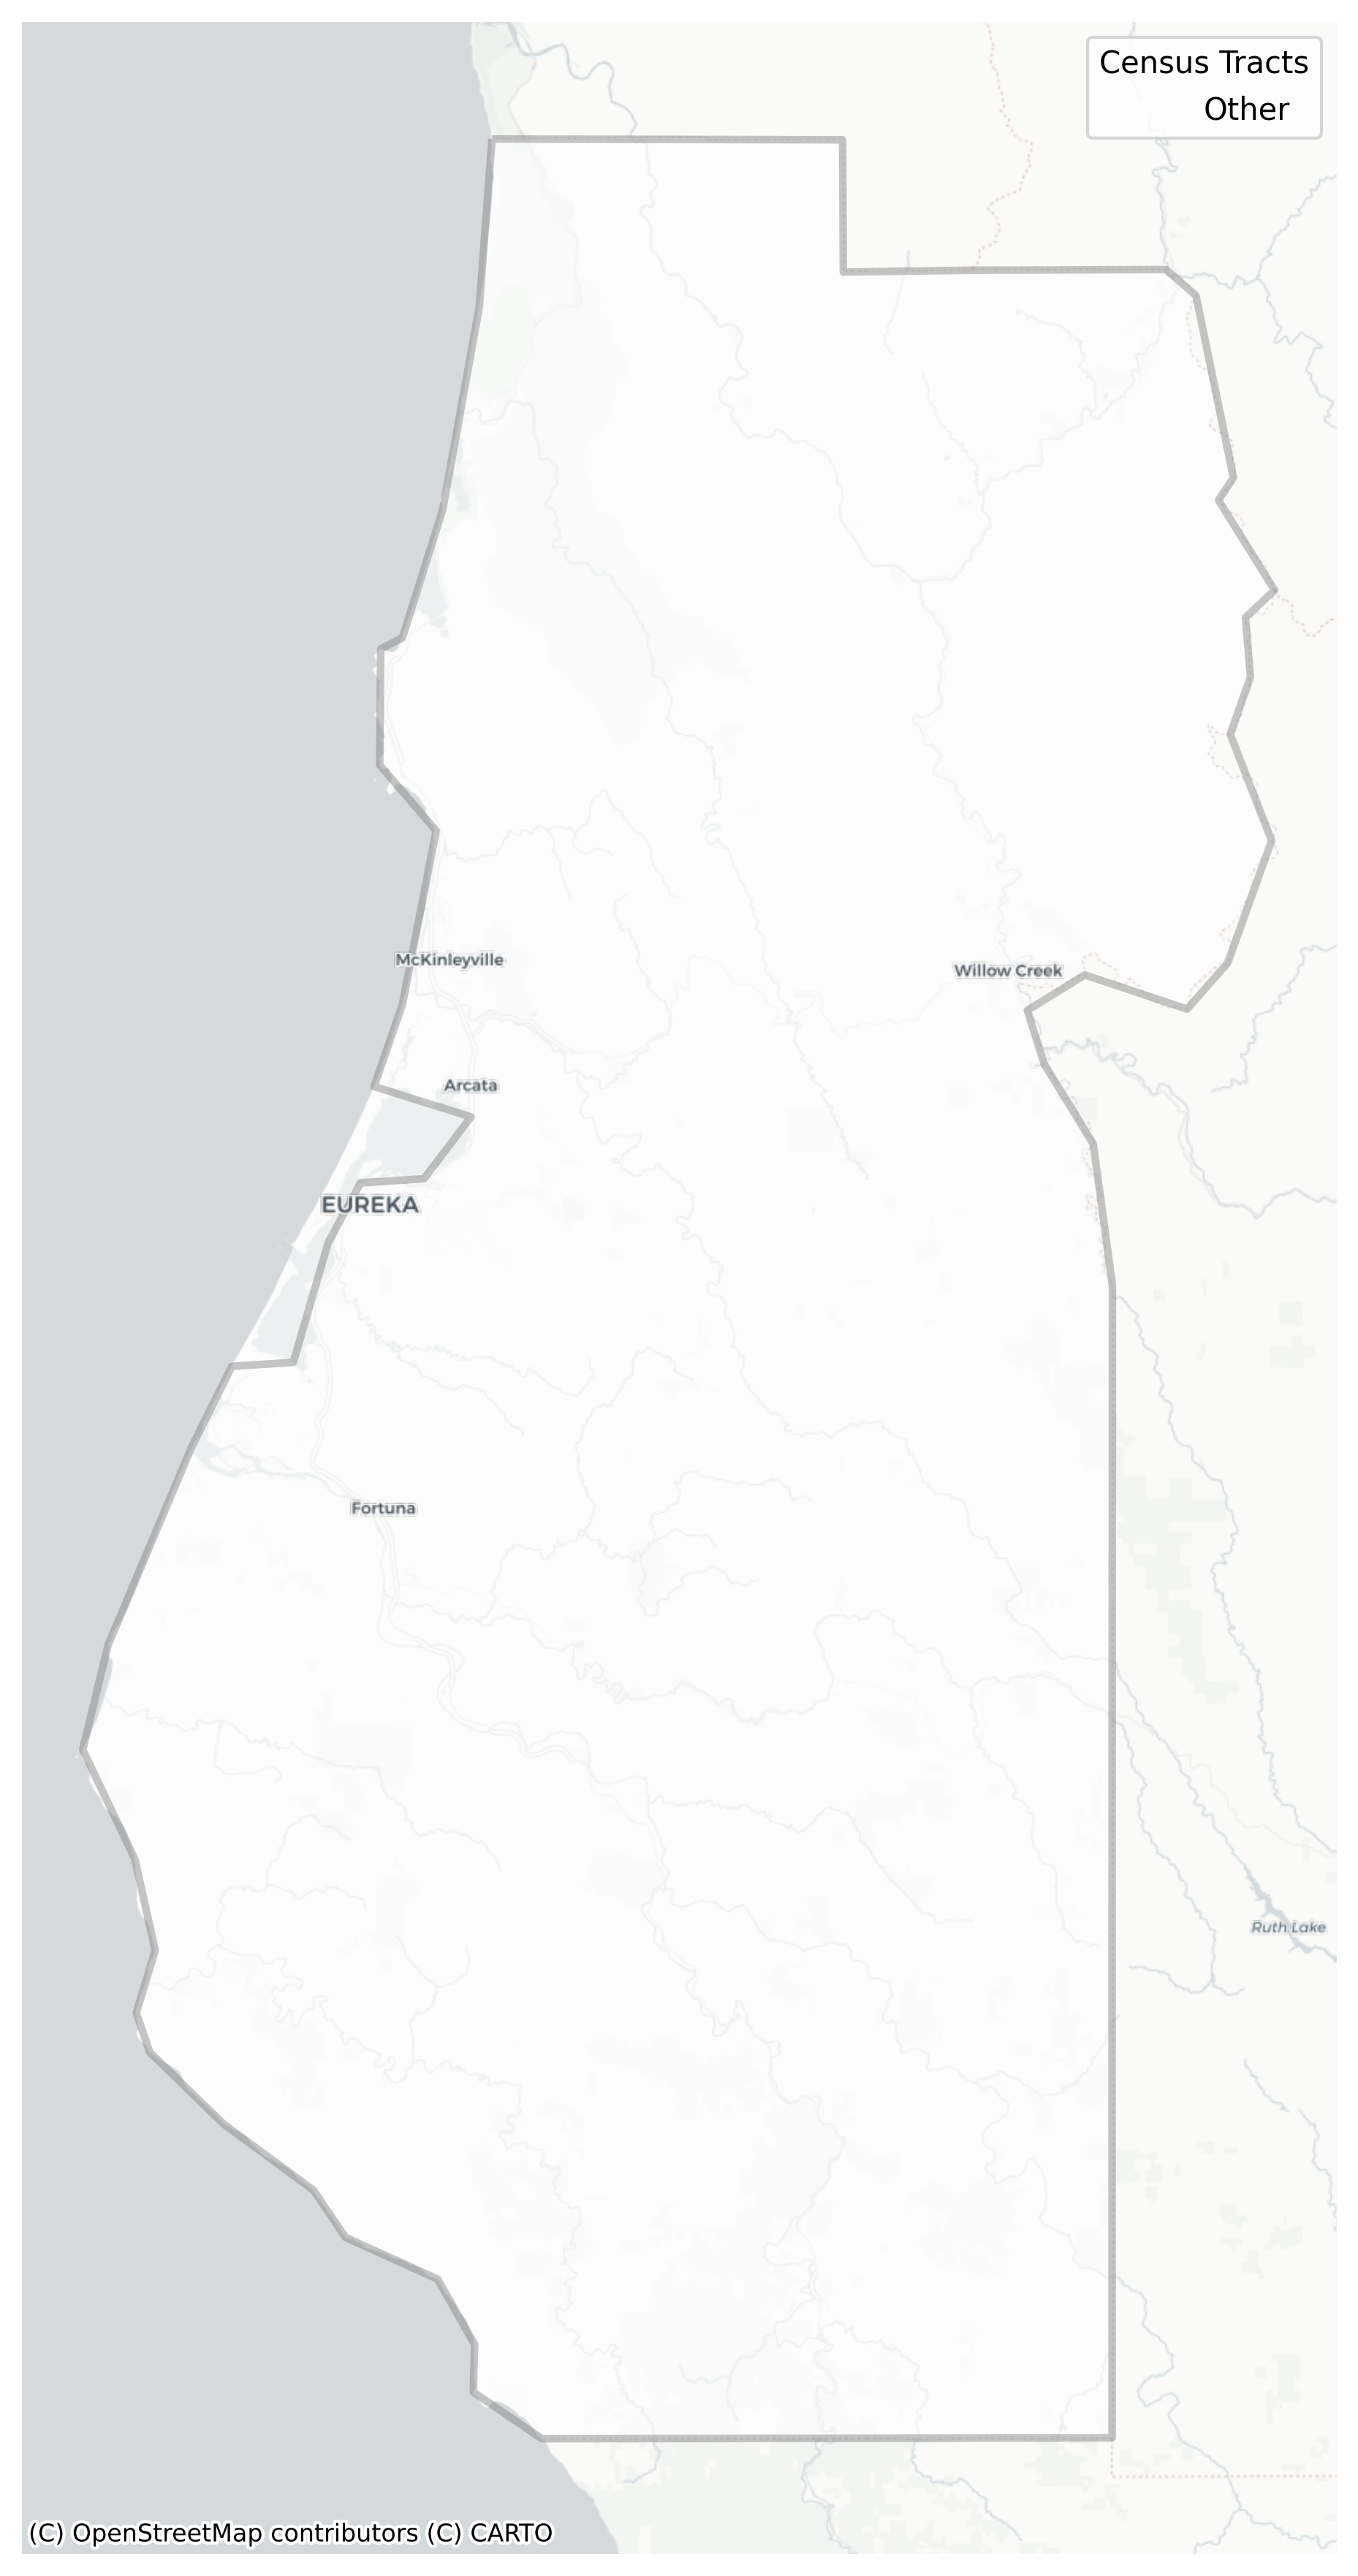 Census Tracts
Other
McKinleyville
Willow Creek
Arcata
EUREKA
Fortuna
Ruth Lake
(C) OpenStreetMap contributors (C) CARTO